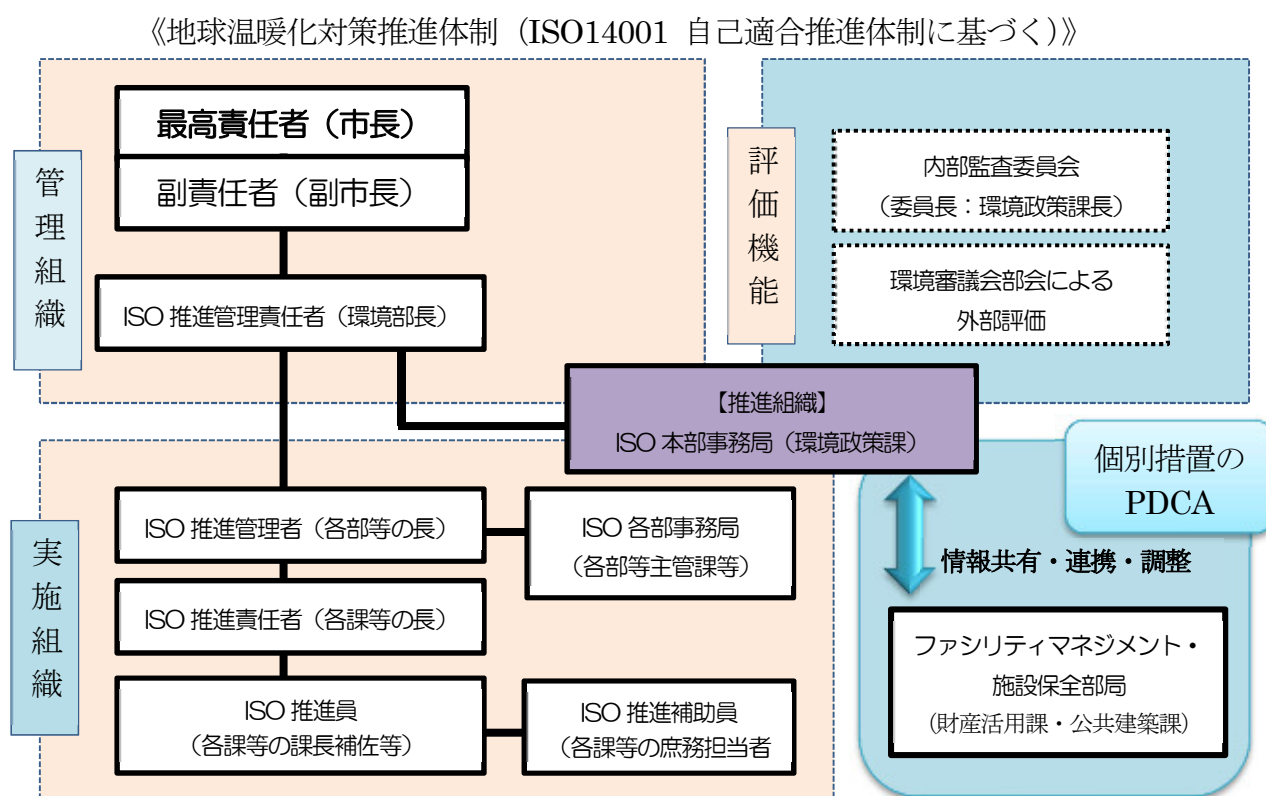 《地球温暖化対策推進体制（ISO14001 自己適合推進体制に基づく）》
管理組織
最高責任者（市長）
副責任者（副市長）
ISO 推進管理責任者（環境部長）
評価機能
内部監査委員会
（委員長：環境政策課長）
環境審議会部会による
外部評価
【推進組織】
ISO 本部事務局（環境政策課）
実施組織
ISO 推進管理者（各部等の長）
ISO 各部事務局
（各部等主管課等）
ISO 推進責任者（各課等の長）
ISO 推進員
（各課等の課長補佐等）
ISO 推進補助員
（各課等の庶務担当者
個別措置の
PDCA
情報共有・連携・調整
ファシリティマネジメント・
施設保全部局
（財産活用課・公共建築課）